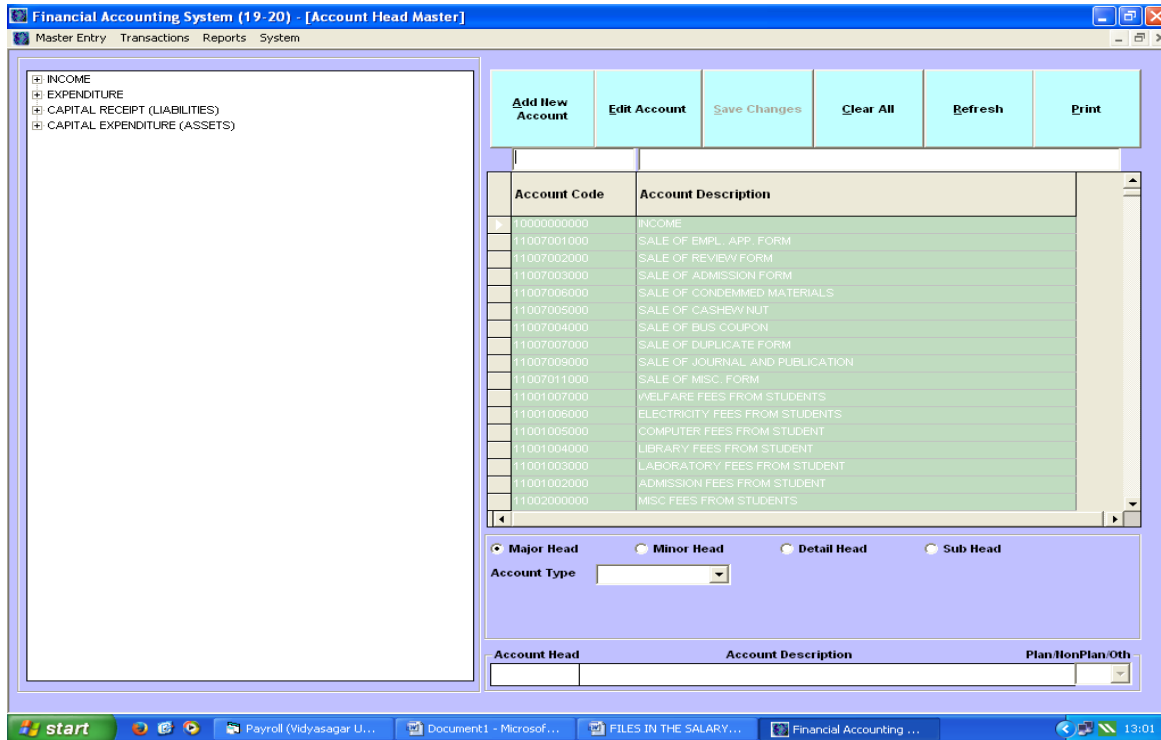 Financial Accounting System (19-20) - [Account Head Master]
Master Entry Transactions Reports System
INCOME
EXPENDITURE
CAPITAL RECEIPT (LIABILITIES)
CAPITAL EXPENDITURE (ASSETS)
Add New Account Edit Account Save Changes Clear All Refresh Print
Account Code Account Description
10000000000 INCOME
11007001000 SALE OF EMPL. APP. FORM
11007002000 SALE OF REVIEW FORM
11007003000 SALE OF ADMISSION FORM
11007006000 SALE OF CONDEMMED MATERIALS
11007005000 SALE OF CASHEW NUT
11007004000 SALE OF BUS COUPON
11007007000 SALE OF DUPLICATE FORM
11007009000 SALE OF JOURNAL AND PUBLICATION
11007011000 SALE OF MISC. FORM
11001007000 WELFARE FEES FROM STUDENTS
11001006000 ELECTRICITY FEES FROM STUDENTS
11001005000 COMPUTER FEES FROM STUDENT
11001004000 LIBRARY FEES FROM STUDENT
11001003000 LABORATORY FEES FROM STUDENT
11001002000 ADMISSION FEES FROM STUDENT
11002000000 MISC FEES FROM STUDENTS
Major Head Minor Head Detail Head Sub Head
Account Type
Account Head Account Description Plan/NonPlan/Oth
start Payroll (Vidyasagar U... Document1 - Microsof... FILES IN THE SALARY... Financial Accounting ... 13:01